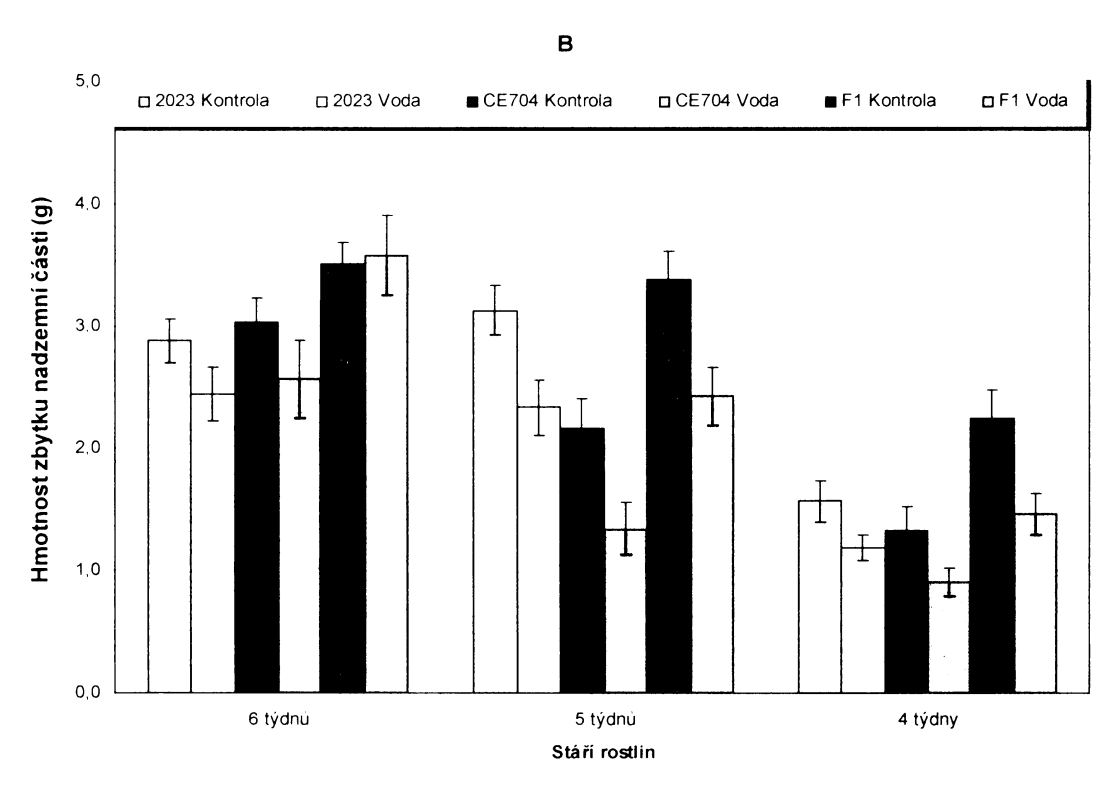 B
5,0
2023 Kontrola 2023 Voda CE704 Kontrola CE704 Voda F1 Kontrola F1 Voda
4,0
3,0
2,0
1,0
0,0
Hmotnost zbytku nadzemní části (g)
6 týdnů 5 týdnů 4 týdny
Stáří rostlin